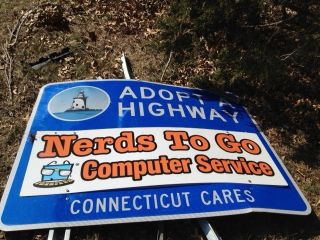 ADOPT A
HIGHWAY
Nerds To Go
Computer Service
CONNECTICUT CARES